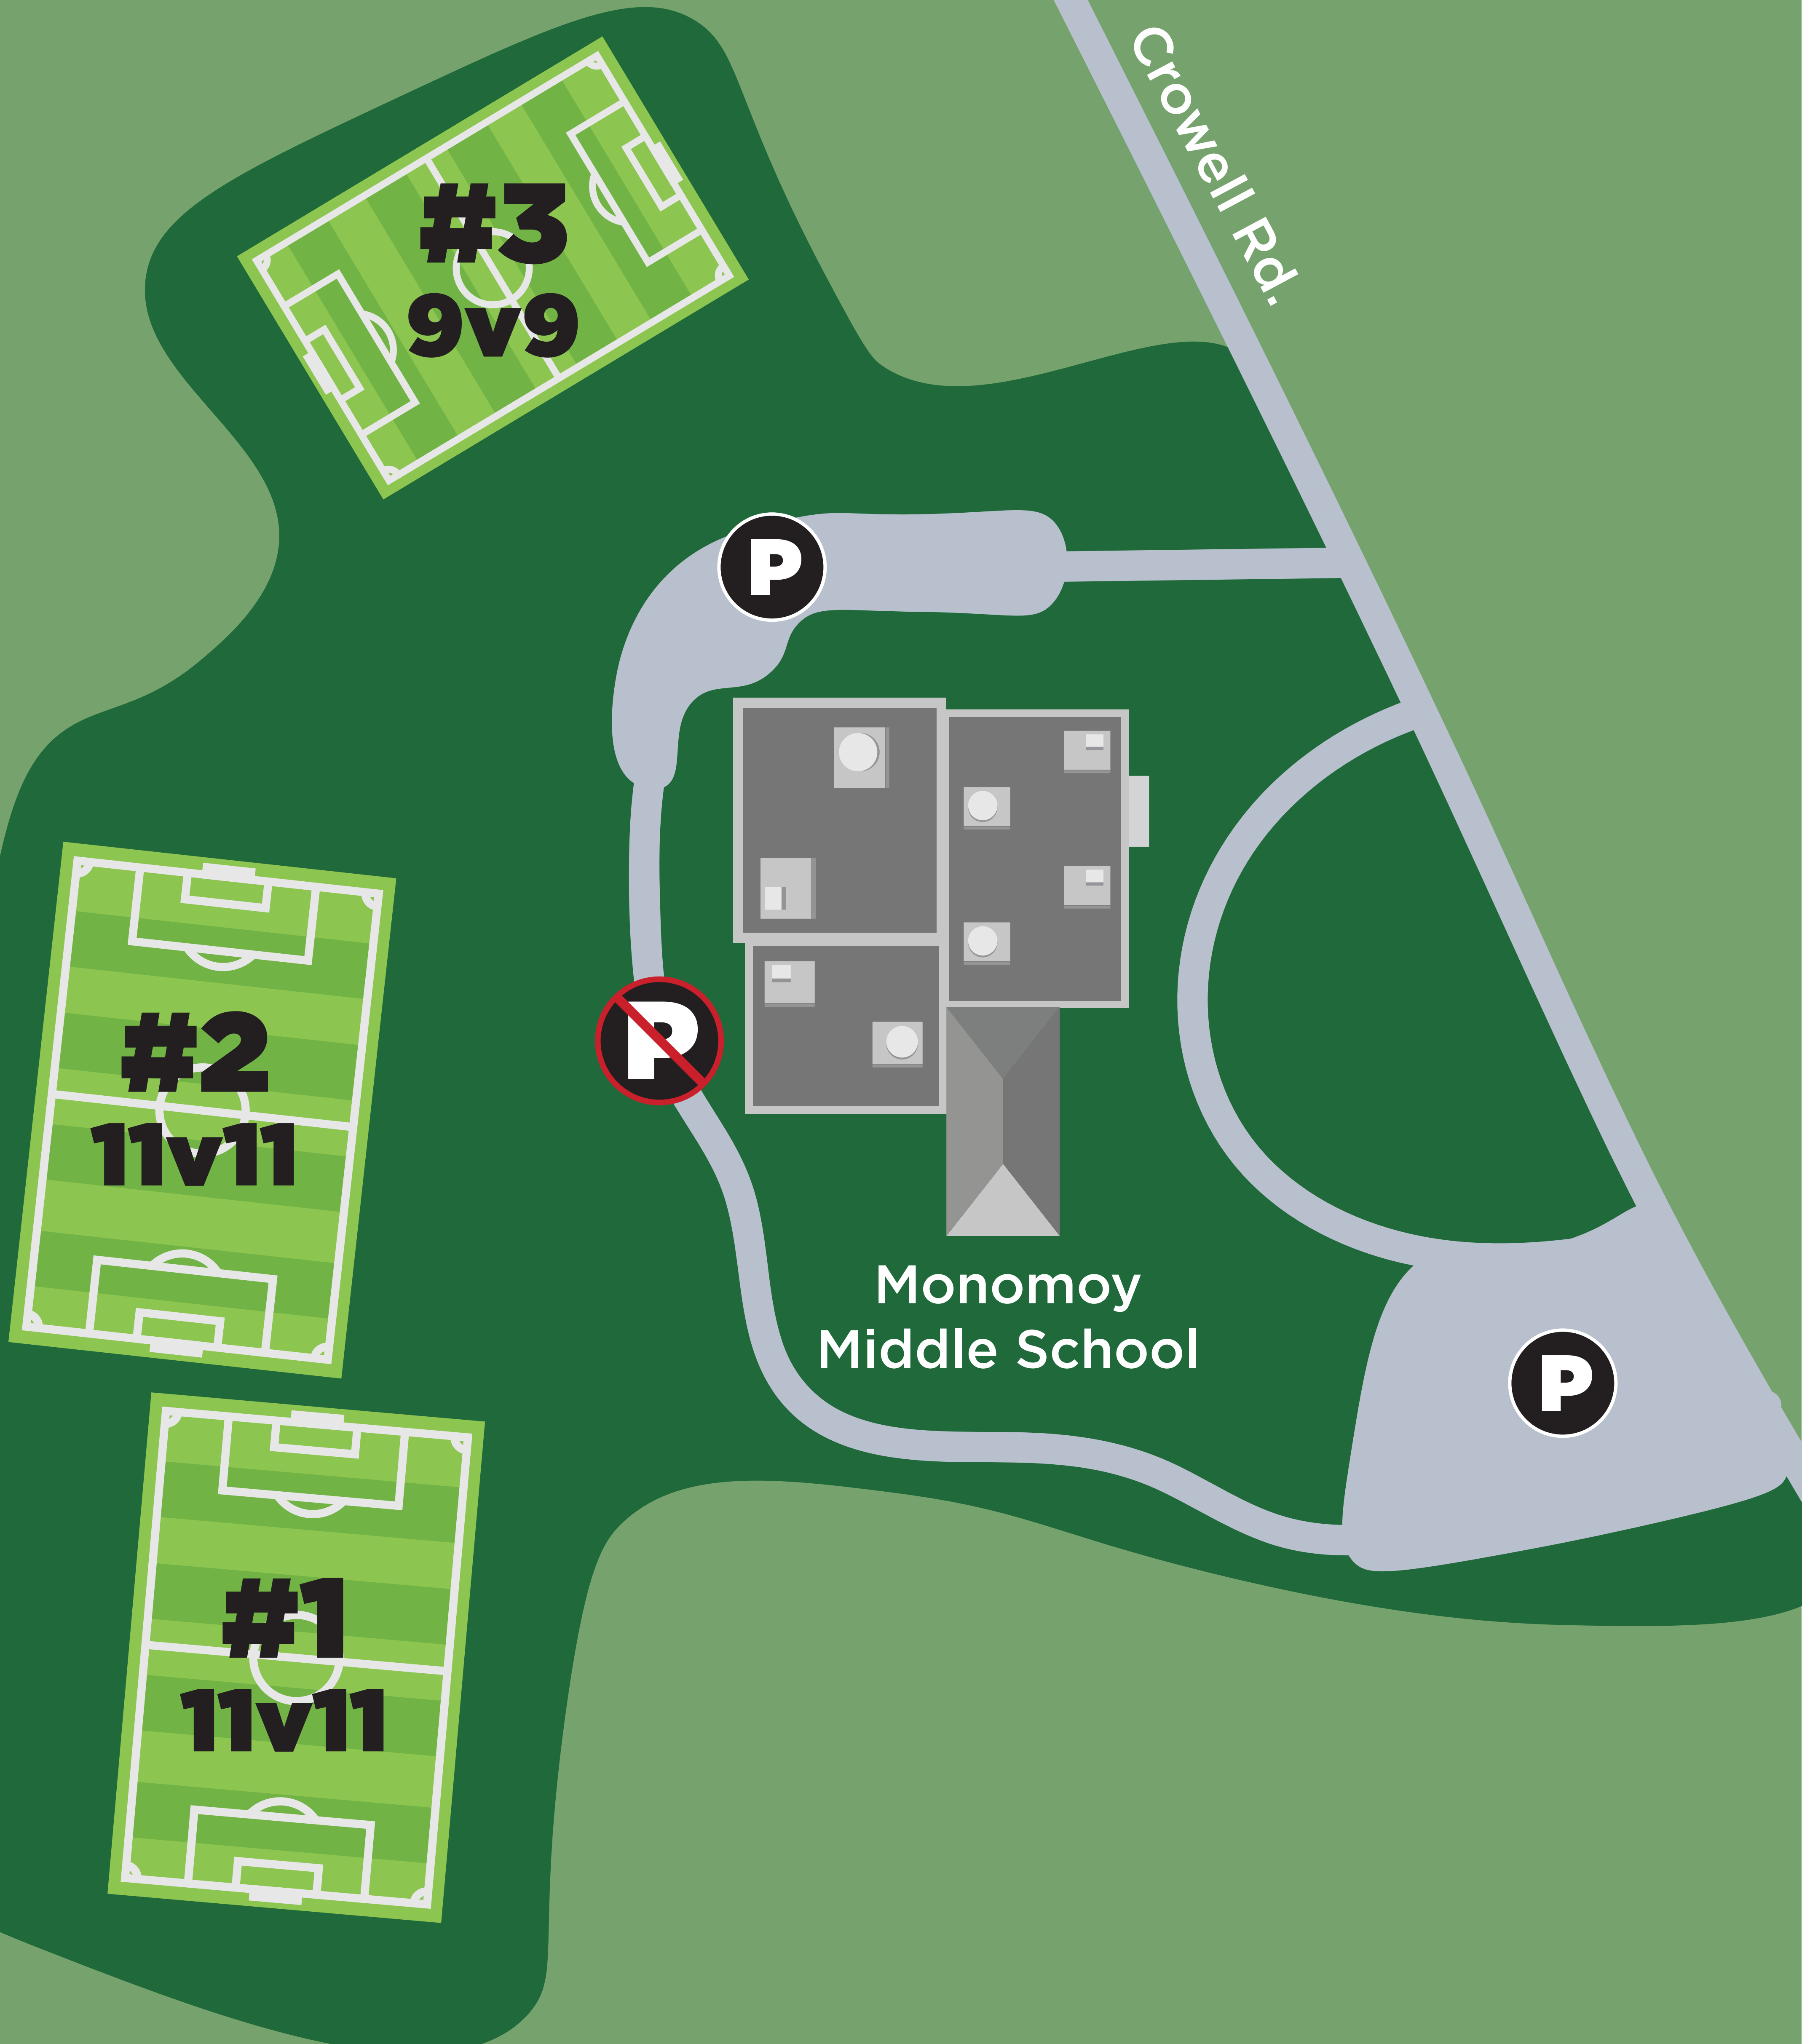 Crowell Rd.
#3
9v9
P
#2
11v11
P
Monomoy
Middle School
P
#1
11v11